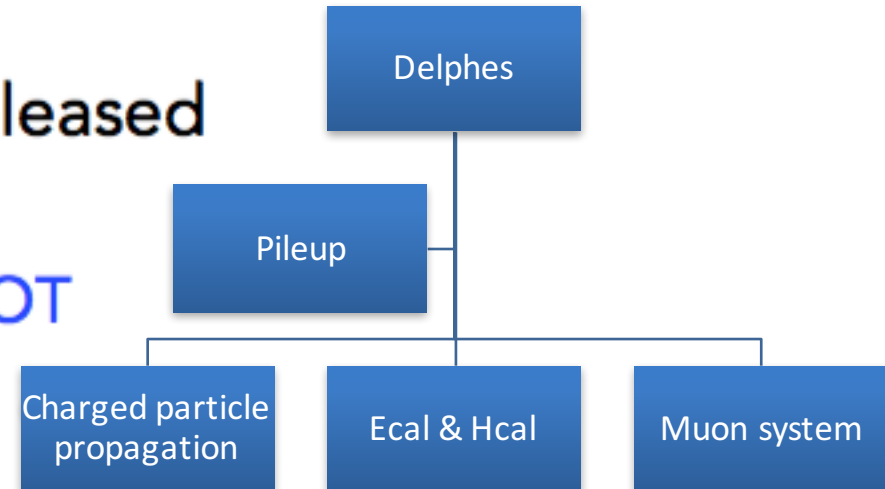 Delphes
leased
Pileup
OT
Charged particle
propagation
Ecal & Hcal
Muon system